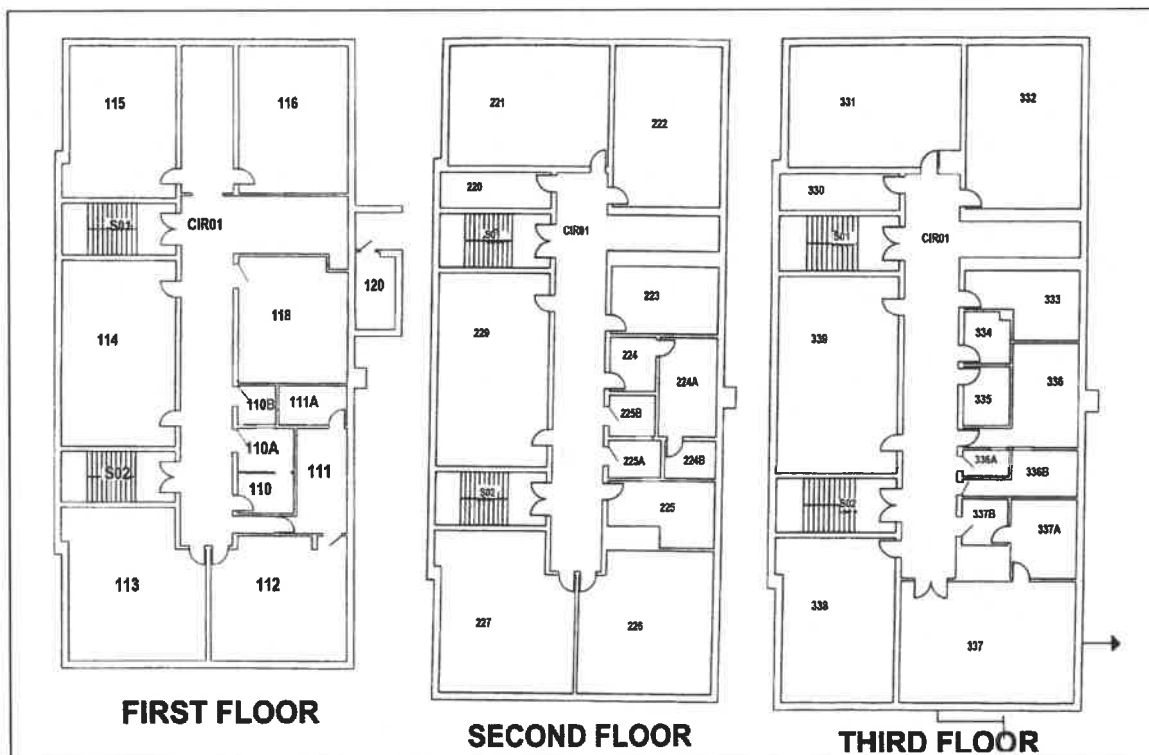 115
116
S01
CIR01
120
114
118
110B
111A
110A
S02
110
111
113
112
FIRST FLOOR
221
222
220
S01
CIR01
223
229
224
224A
225B
225A
224B
S02
225
227
226
SECOND FLOOR
331
332
330
S01
CIR01
333
334
339
336
335
336A
336B
S02
337B
337A
338
337
THIRD FLOOR